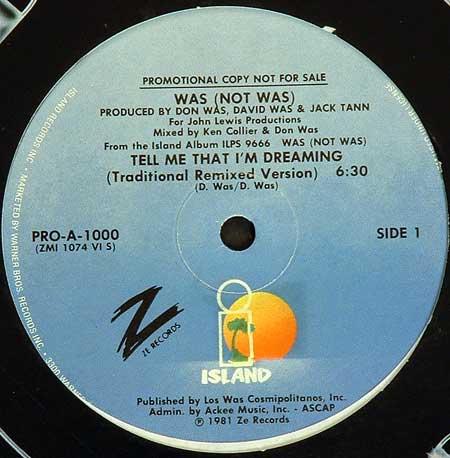 PROMOTIONAL COPY NOT FOR SALE
WAS (NOT WAS)
PRODUCED BY DON WAS, DAVID WAS & JACK TANN
For John Lewis Productions
Mixed by Ken Collier & Don Was
From the Island Album ILPS 9666 WAS (NOT WAS)
TELL ME THAT I'M DREAMING
(Traditional Remixed Version) 6:30
(D. Was/D. Was)
PRO-A-1000
(ZMI 1074 VI S)
SIDE 1
Z
ZE RECORDS
ISLAND
Published by Los Was Cosmipolitanos, Inc.
Admin. by Ackee Music, Inc. - ASCAP
℗ 1981 Ze Records
ISLAND RECORDS INC. • MARKETED BY WARNER BROS. RECORDS INC. • 3300